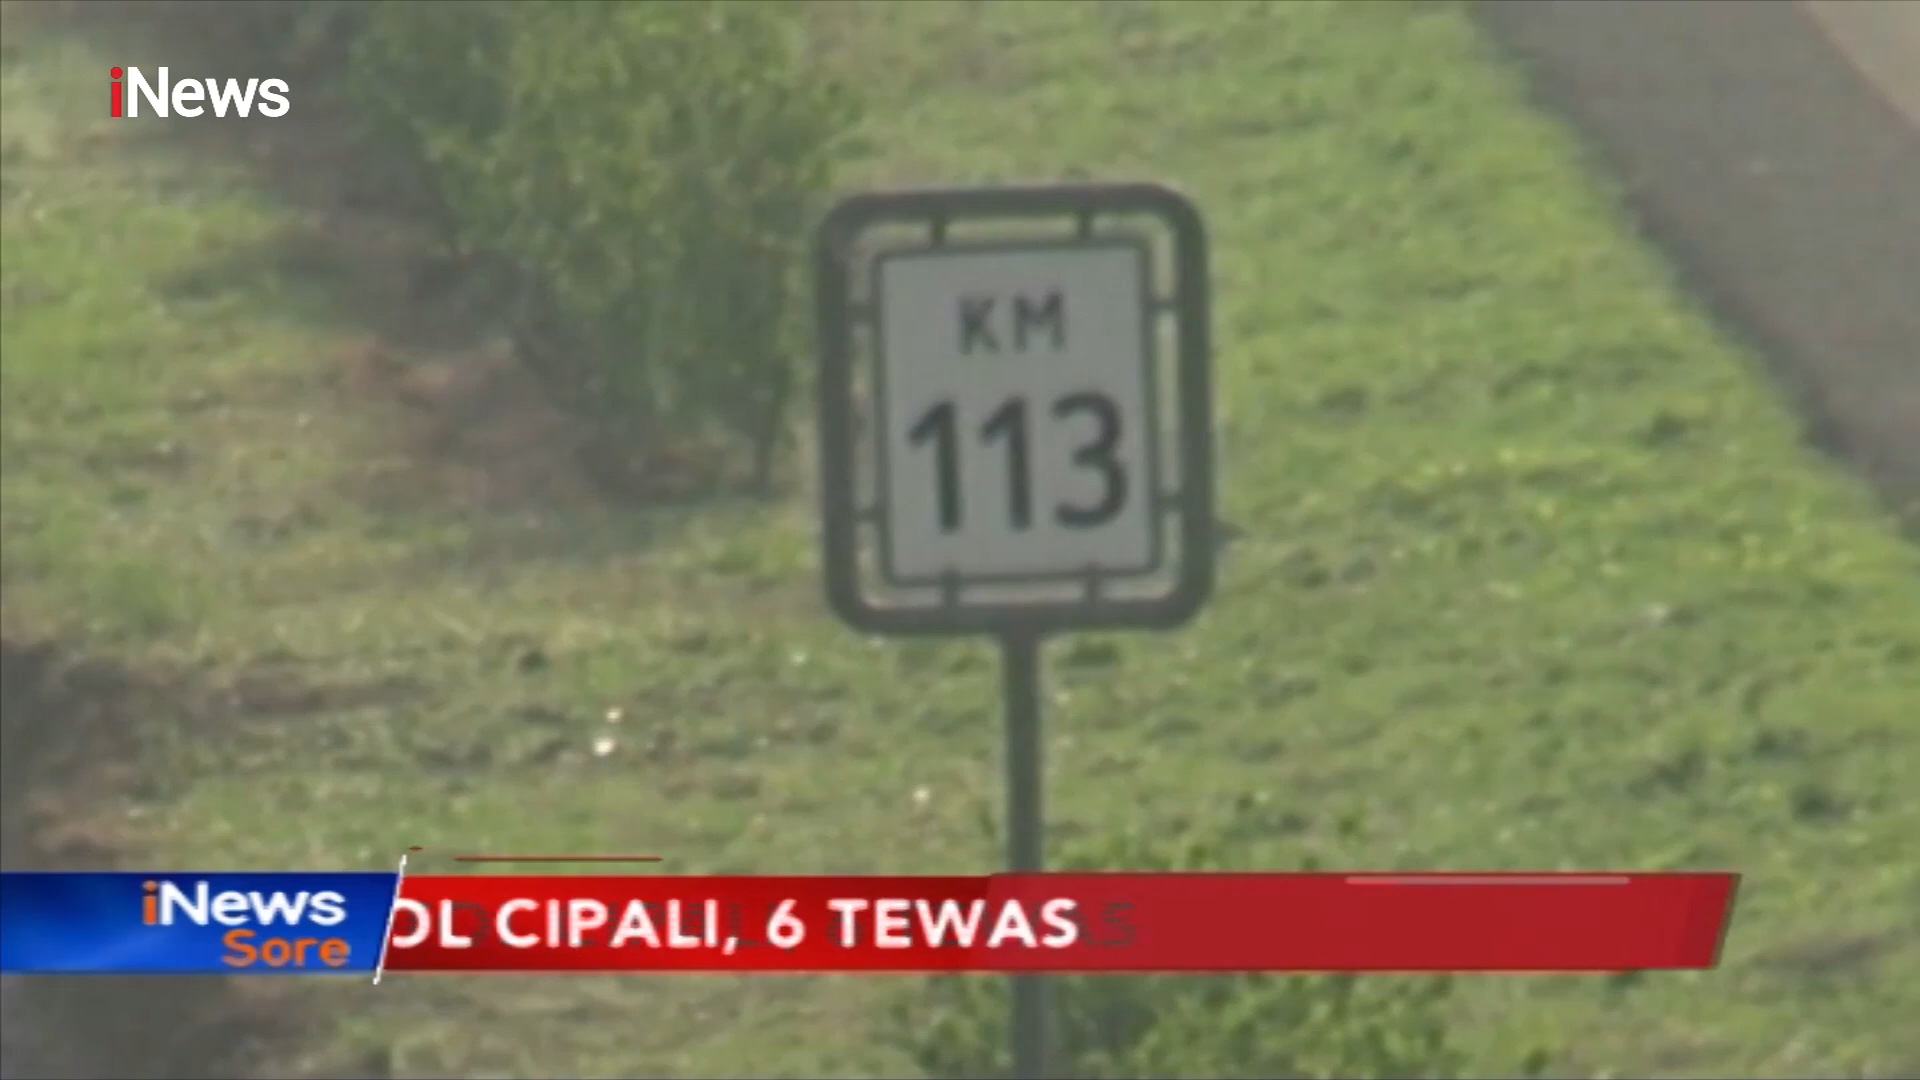 iNews
KM
113
iNews
Sore
OL CIPALI, 6 TEWAS